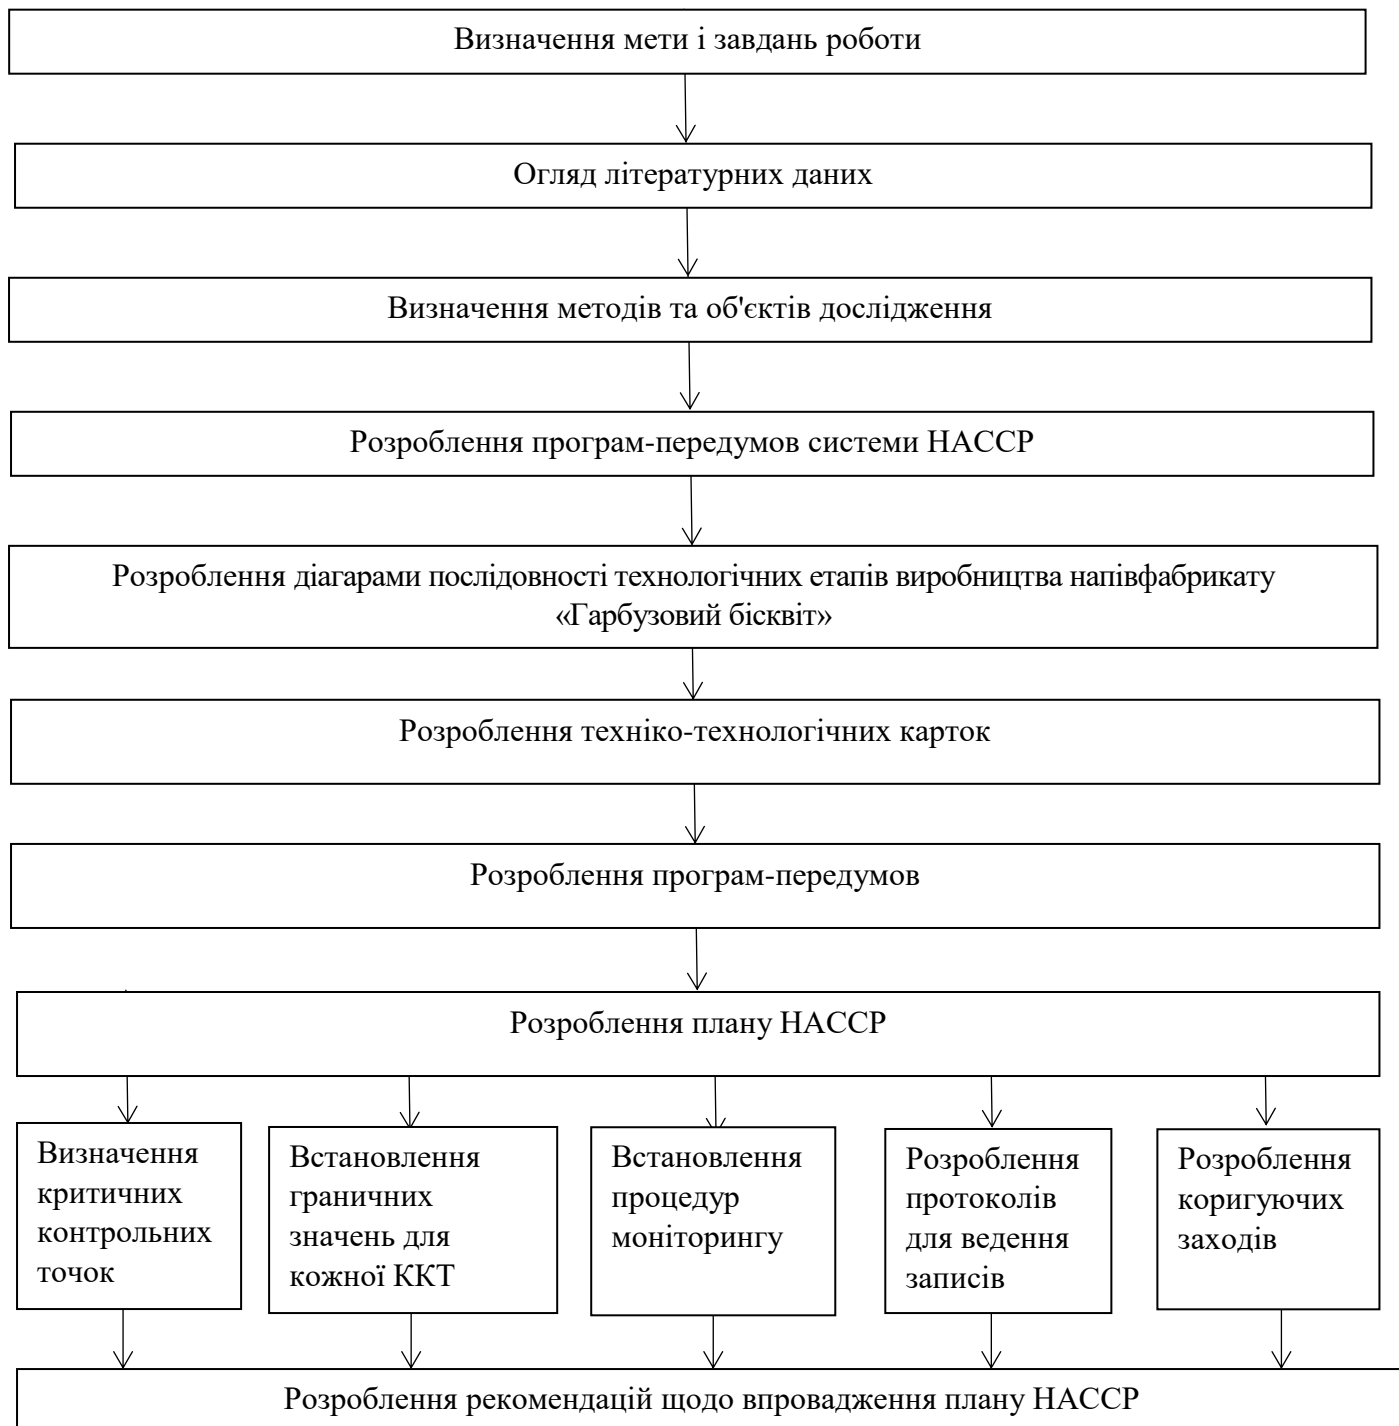 Визначення мети і завдань роботи
Огляд літературних даних
Визначення методів та об'єктів дослідження
Розроблення програм-передумов системи НАССР
Розроблення діагарами послідовності технологічних етапів виробництва напівфабрикату
«Гарбузовий бісквіт»
Розроблення техніко-технологічних карток
Розроблення програм-передумов
Розроблення плану НАССР
Визначення
критичних
контрольних
точок
Встановлення
граничних
значень для
кожної ККТ
Встановлення
процедур
моніторингу
Розроблення
протоколів
для ведення
записів
Розроблення
коригуючих
заходів
Розроблення рекомендацій щодо впровадження плану НАССР